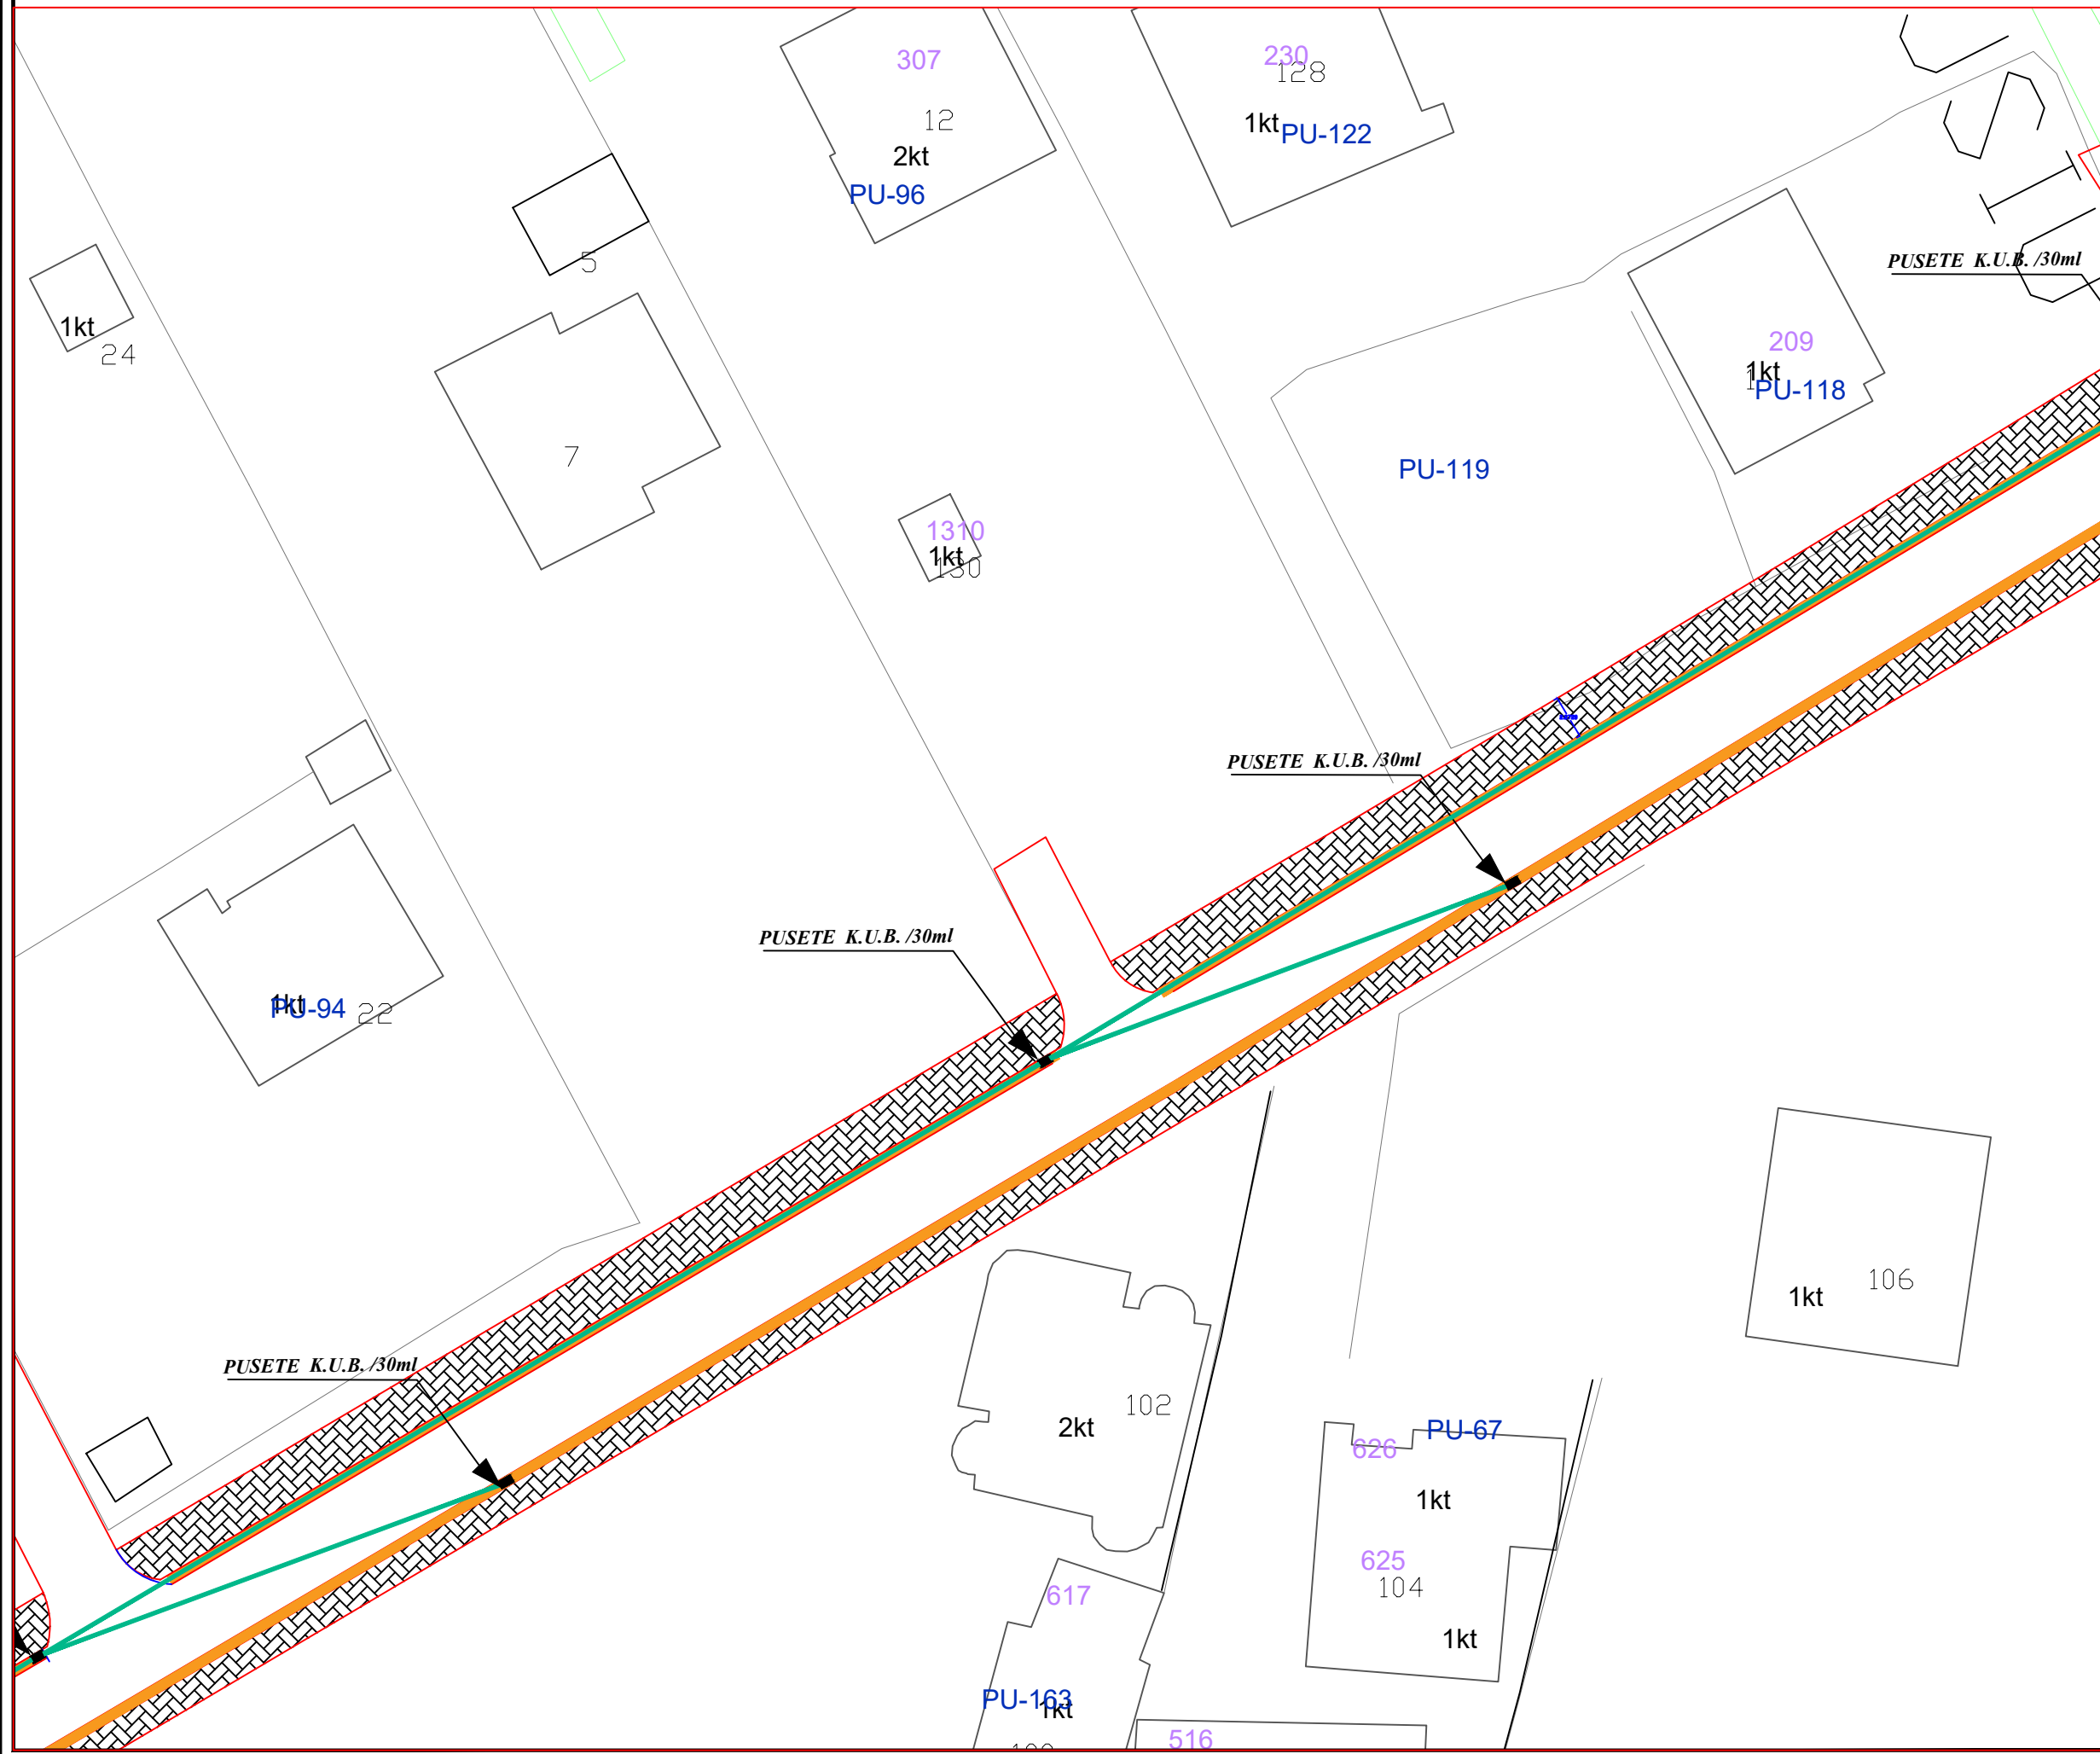 307
230
128
12
1kt
PU-122
2kt
PU-96
5
PUSETE K.U.B. /30ml
1kt
24
209
1kt
PU-118
7
PU-119
1310
1kt
130
PUSETE K.U.B. /30ml
PUSETE K.U.B. /30ml
1kt
PU-94
22
106
1kt
PUSETE K.U.B. /30ml
102
2kt
PU-67
626
1kt
625
104
617
1kt
PU-163
1kt
516